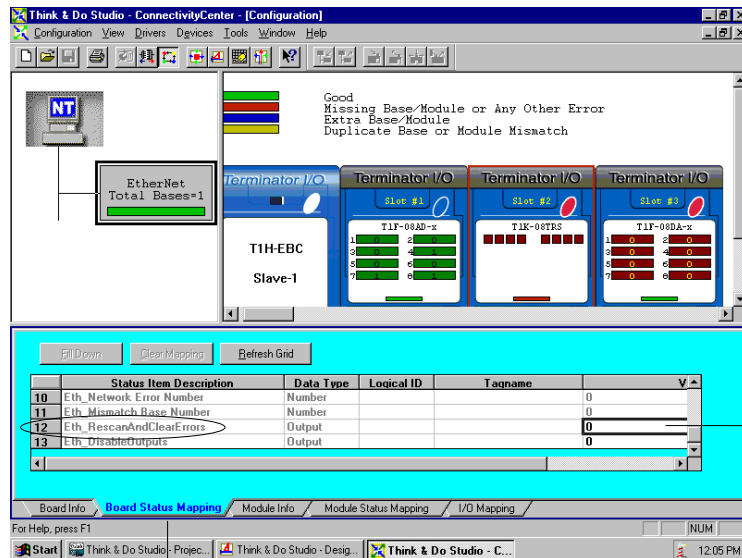 Think & Do Studio - ConnectivityCenter - [Configuration]
Configuration View Drivers Devices Tools Window Help
NT
EtherNet
Total Bases=1
Good
Missing Base/Module or Any Other Error
Extra Base/Module
Duplicate Base or Module Mismatch
Terminator I/O Terminator I/O Terminator I/O Terminator I/O
Slot #1 Slot #2 Slot #3
T1H-EBC
Slave-1
T1F-08AD-x T1K-08TRS T1F-08DA-x
Fill Down Clear Mapping Refresh Grid
Status Item Description Data Type Logical ID Tagname V
10 Eth_Network Error Number Number 0
11 Eth_Mismatch Base Number Number 0
12 Eth_RescanAndClearErrors Output 0
13 Eth_DisableOutputs Output 0
Board Info Board Status Mapping Module Info Module Status Mapping I/O Mapping
For Help, press F1 NUM
Start Think & Do Studio - Projec... Think & Do Studio - Desig... Think & Do Studio - C... 12:05 PM